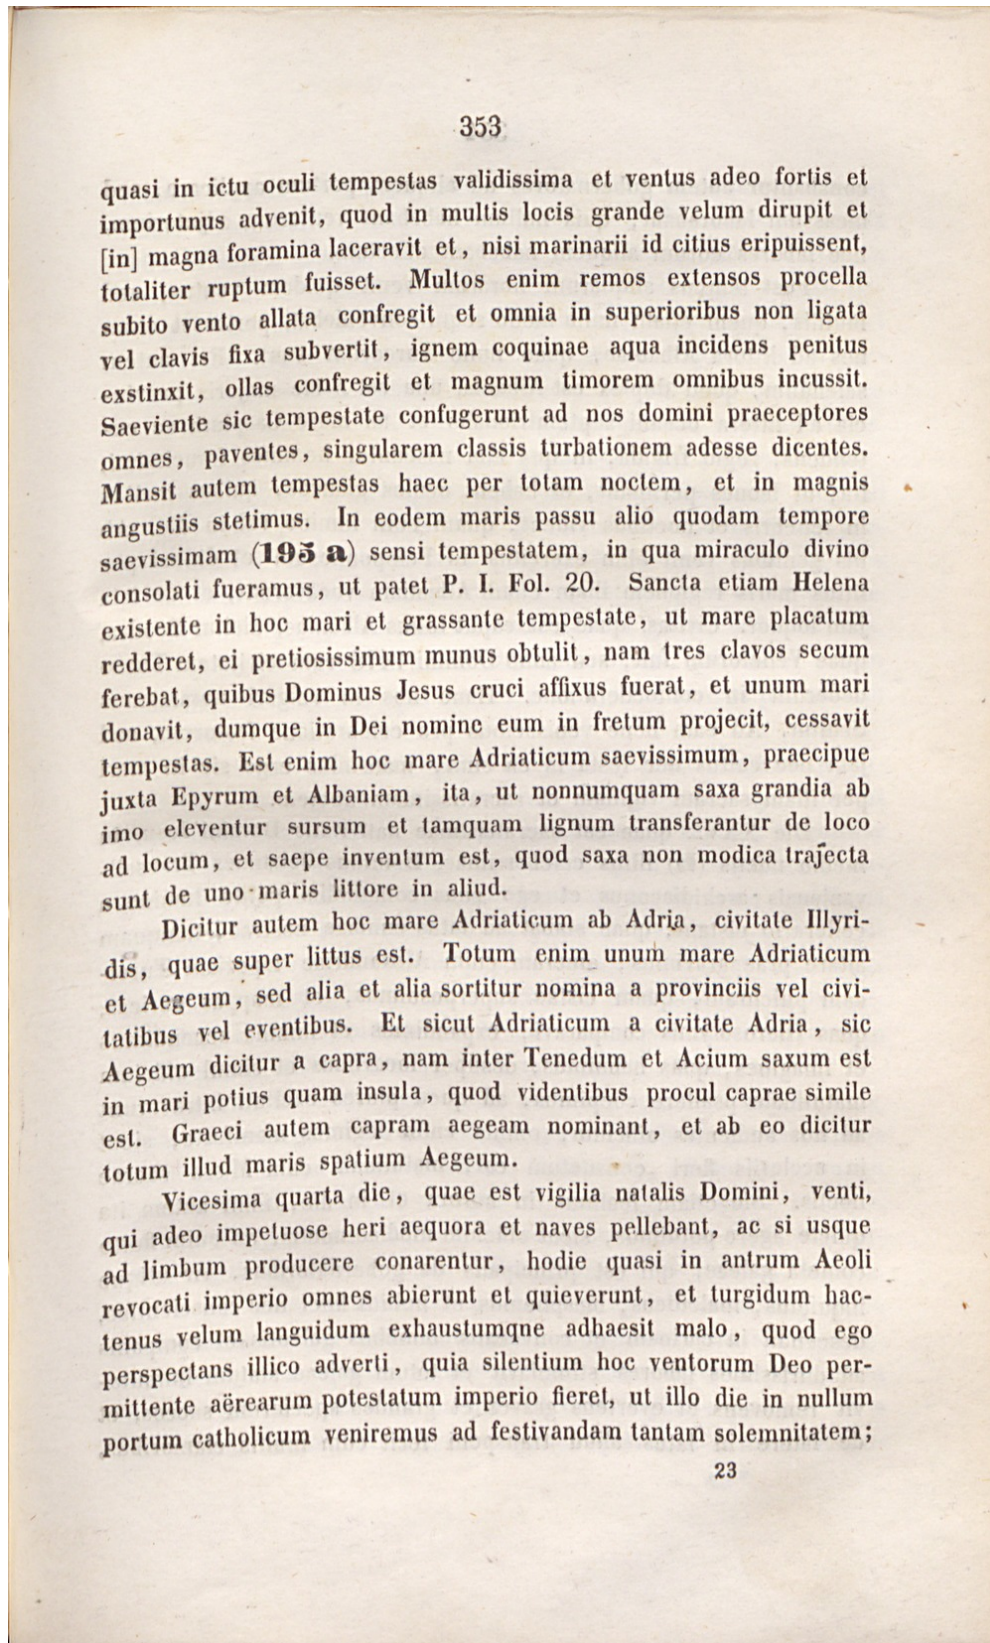 353
quasi in ictu oculi tempestas validissima et ventus adeo fortis et
importunus advenit, quod in multis locis grande velum dirupit et
[in] magna foramina laceravit et, nisi marinarii id citius eripuissent,
totaliter ruptum fuisset. Multos enim remos extensos procella
subito vento allata confregit et omnia in superioribus non ligata
vel clavis fixa subvertit, ignem coquinae aqua incidens penitus
exstinxit, ollas confregit et magnum timorem omnibus incussit.
Saeviente sic tempestate confugerunt ad nos domini praeceptores
omnes, paventes, singularem classis turbationem adesse dicentes.
Mansit autem tempestas haec per totam noctem, et in magnis
angustiis stetimus. In eodem maris passu alio quodam tempore
saevissimam (195 a) sensi tempestatem, in qua miraculo divino
consolati fueramus, ut patet P. I. Fol. 20. Sancta etiam Helena
existente in hoc mari et grassante tempestate, ut mare placatum
redderet, ei pretiosissimum munus obtulit, nam tres clavos secum
ferebat, quibus Dominus Jesus cruci affixus fuerat, et unum mari
donavit, dumque in Dei nomine eum in fretum projecit, cessavit
tempestas. Est enim hoc mare Adriaticum saevissimum, praecipue
juxta Epyrum et Albaniam, ita, ut nonnumquam saxa grandia ab
imo eleventur sursum et tamquam lignum transferantur de loco
ad locum, et saepe inventum est, quod saxa non modica trajecta
sunt de uno maris littore in aliud.
Dicitur autem hoc mare Adriaticum ab Adria, civitate Illyri-
dis, quae super littus est. Totum enim unum mare Adriaticum
et Aegeum, sed alia et alia sortitur nomina a provinciis vel civi-
tatibus vel eventibus. Et sicut Adriaticum a civitate Adria, sic
Aegeum dicitur a capra, nam inter Tenedum et Acium saxum est
in mari potius quam insula, quod videntibus procul caprae simile
est. Graeci autem capram aegeam nominant, et ab eo dicitur
totum illud maris spatium Aegeum.
Vicesima quarta die, quae est vigilia natalis Domini, venti,
qui adeo impetuose heri aequora et naves pellebant, ac si usque
ad limbum producere conarentur, hodie quasi in antrum Aeoli
revocati imperio omnes abierunt et quieverunt, et turgidum hac-
tenus velum languidum exhaustumqne adhaesit malo, quod ego
perspectans illico adverti, quia silentium hoc ventorum Deo per-
mittente aërearum potestatum imperio fieret, ut illo die in nullum
portum catholicum veniremus ad festivandam tantam solemnitatem;
23